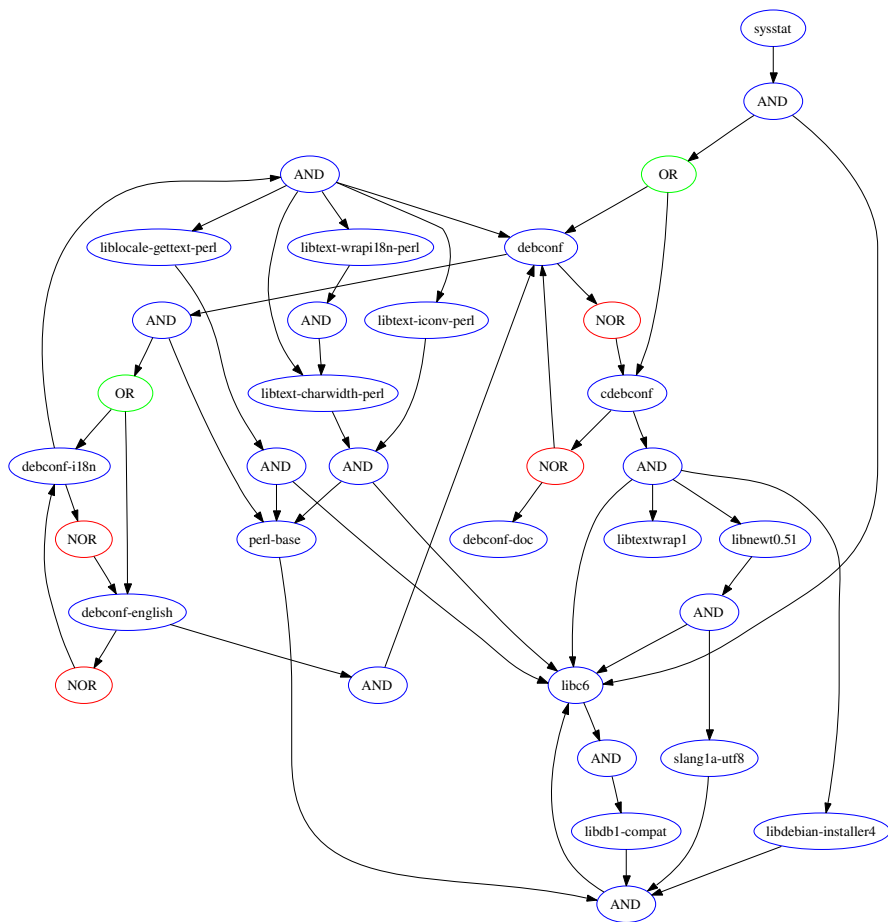 sysstat
AND
AND
OR
liblocale-gettext-perl
libtext-wrapi18n-perl
debconf
AND
AND
libtext-iconv-perl
NOR
OR
libtext-charwidth-perl
cdebconf
debconf-i18n
AND
AND
NOR
AND
NOR
perl-base
debconf-doc
libtextwrap1
libnewt0.51
debconf-english
AND
NOR
AND
libc6
AND
slang1a-utf8
libdb1-compat
libdebian-installer4
AND